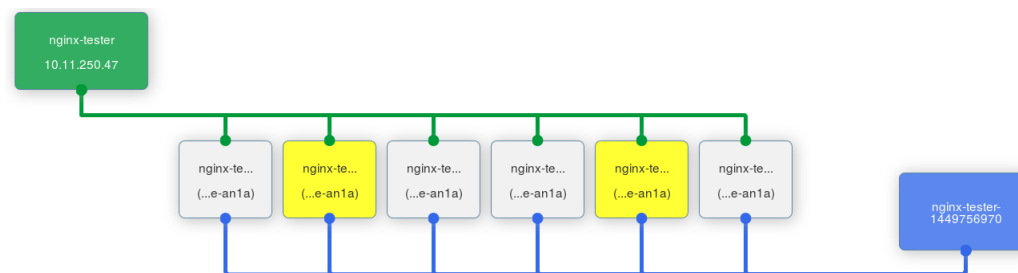 nginx-tester
10.11.250.47
nginx-te...
(...e-an1a)
nginx-te...
(...e-an1a)
nginx-te...
(...e-an1a)
nginx-te...
(...e-an1a)
nginx-te...
(...e-an1a)
nginx-te...
(...e-an1a)
nginx-tester-
1449756970